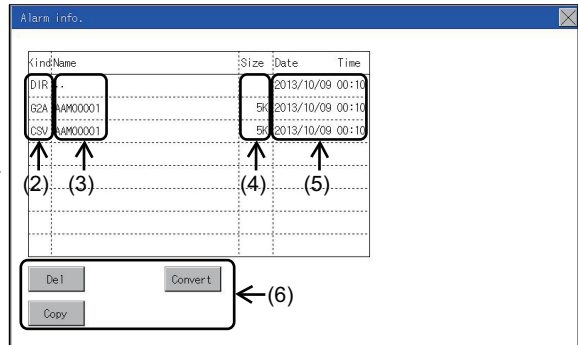 Alarm info.
Kind Name Size Date Time
DIR .. 2013/10/09 00:10
G2A AAM00001 5K 2013/10/09 00:10
CSV AAM00001 5K 2013/10/09 00:10
(2) (3) (4) (5)
Del Convert
(6)
Copy